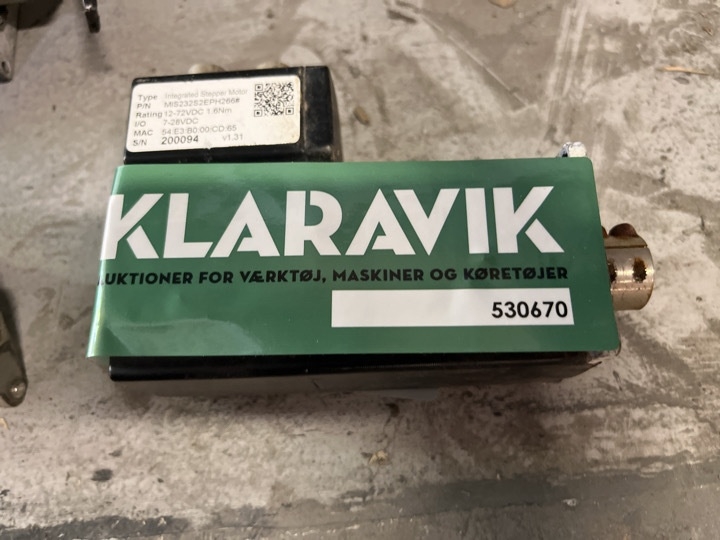 Type Integrated Stepper Motor
P/N MIS232S2EPH266#
Rating 12-72VDC 1.6Nm
I/O 7-28VDC
MAC 54:E3:B0:00:CD:65
S/N 200094 v1.31
KLARAVIK
UKTIONER FOR VÆRKTØJ, MASKINER OG KØRETØJER
530670